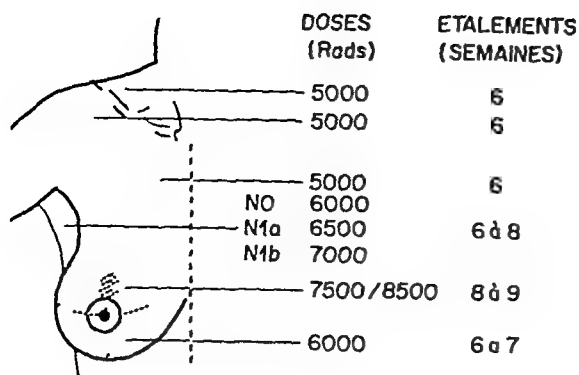 DOSES ETALEMENTS
(Rads) (SEMAINES)
5000 6
5000 6
5000 6
N0 6000
N1a 6500 6 à 8
N1b 7000
7500/8500 8 à 9
6000 6 a 7